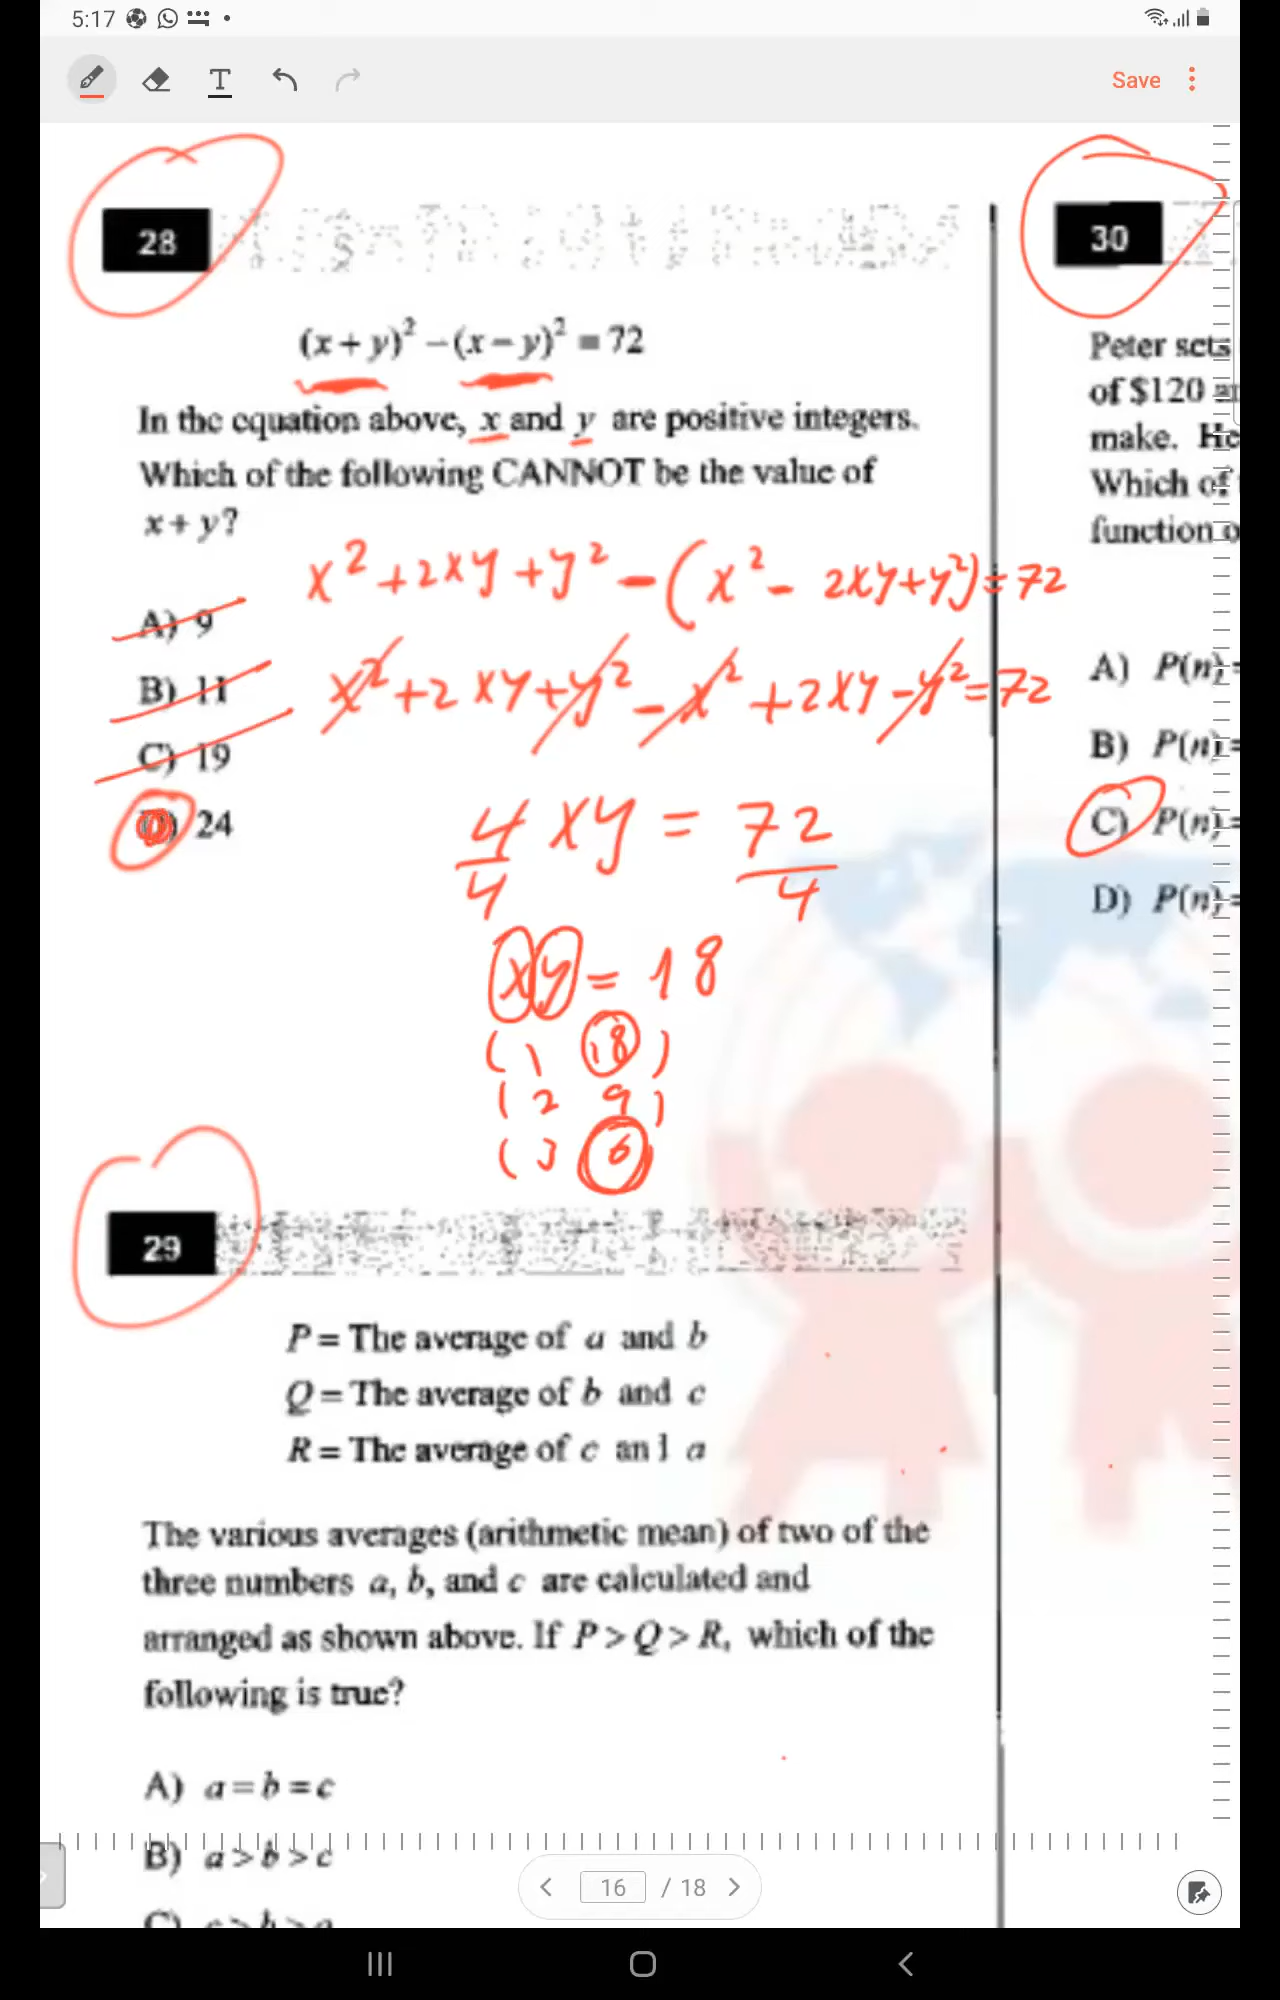 5:17
T
Save
28
(x + y)² − (x − y)² = 72
In the equation above, x and y are positive integers.
Which of the following CANNOT be the value of
x + y?
x² + 2xy + y² − (x² − 2xy + y²) = 72
A) 9
x² + 2xy + y² − x² + 2xy − y² = 72
B) 11
C) 19
D) 24
4xy = 72
4 4
xy = 18
( 1 18 )
( 2 9 )
( 3 6 )
29
P = The average of a and b
Q = The average of b and c
R = The average of c an l a
The various averages (arithmetic mean) of two of the
three numbers a, b, and c are calculated and
arranged as shown above. If P > Q > R, which of the
following is true?
A) a = b = c
B) a > b > c
C) c > b > a
30
Peter sets
of $120 a
make. He
Which of
function o
A) P(n) =
B) P(n) =
C) P(n) =
D) P(n) =
16 / 18